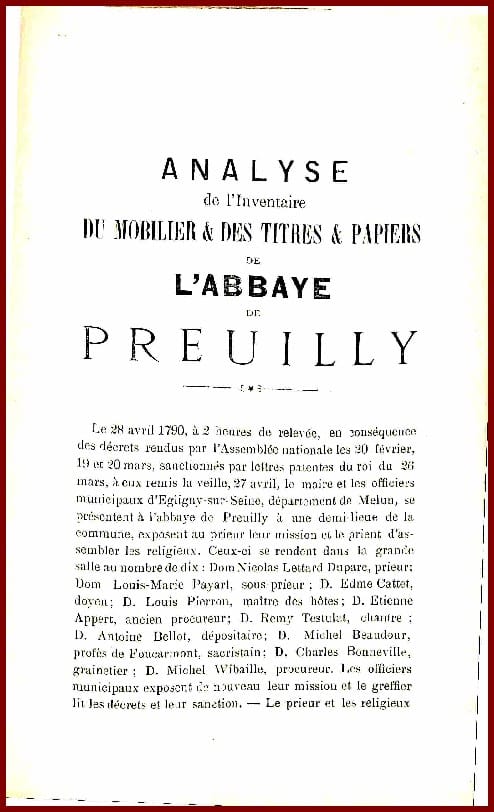 ANALYSE
de l'Inventaire
DU MOBILIER & DES TITRES & PAPIERS
DE
L'ABBAYE
DE
PREUILLY
Le 28 avril 1790, à 2 heures de relevée, en conséquence
des décrets rendus par l'Assemblée nationale les 20 février,
19 et 20 mars, sanctionnés par lettres patentes du roi du 26
mars, à eux remis la veille, 27 avril, le maire et les officiers
municipaux d'Egligny-sur-Seine, département de Melun, se
présentent à l'abbaye de Preuilly à une demi-lieue de la
commune, exposent au prieur leur mission et le prient d'as-
sembler les religieux. Ceux-ci se rendent dans la grande
salle au nombre de dix : Dom Nicolas Lettard Duparc, prieur;
Dom Louis-Marie Payart, sous-prieur ; D. Edme Cattet,
doyen; D. Louis Pierron, maître des hôtes; D. Etienne
Appert, ancien procureur; D. Remy Testulat, chantre ;
D. Antoine Bellot, dépositaire; D. Michel Beaudour,
profès de Foucarmont, sacristain; D. Charles Bonneville,
grainetier ; D. Michel Wibaille, procureur. Les officiers
municipaux exposent de nouveau leur mission et le greffier
lit les décrets et leur sanction. — Le prieur et les religieux